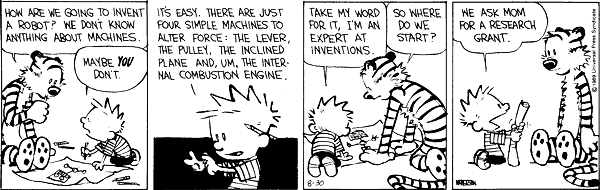 HOW ARE WE GOING TO INVENT
A ROBOT? WE DON'T KNOW
ANYTHING ABOUT MACHINES.
MAYBE YOU
DON'T.
IT'S EASY. THERE ARE JUST
FOUR SIMPLE MACHINES TO
ALTER FORCE: THE LEVER,
THE PULLEY, THE INCLINED
PLANE AND, UM, THE INTER-
NAL COMBUSTION ENGINE.
TAKE MY WORD
FOR IT, I'M AN
EXPERT AT
INVENTIONS.
SO WHERE
DO WE
START?
8-30
WE ASK MOM
FOR A RESEARCH
GRANT.
WATTERSON
© 1989 Universal Press Syndicate